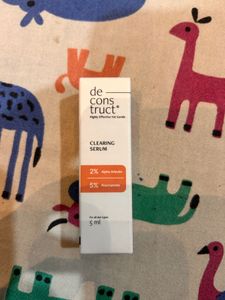 de
cons
truct®
Highly Effective Yet Gentle
CLEARING
SERUM
2% Alpha Arbutin
5% Niacinamide
For all skin types
5 ml